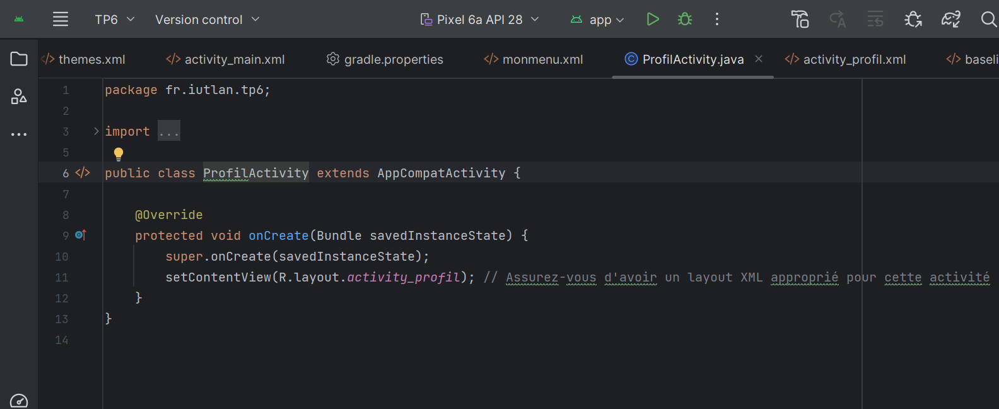 TP6 Version control Pixel 6a API 28 app
themes.xml activity_main.xml gradle.properties monmenu.xml ProfilActivity.java activity_profil.xml baseli
1 package fr.iutlan.tp6;
2
3 import ...
5
6 public class ProfilActivity extends AppCompatActivity {
7
8 @Override
9 protected void onCreate(Bundle savedInstanceState) {
10 super.onCreate(savedInstanceState);
11 setContentView(R.layout.activity_profil); // Assurez-vous d'avoir un layout XML approprié pour cette activité
12 }
13 }
14